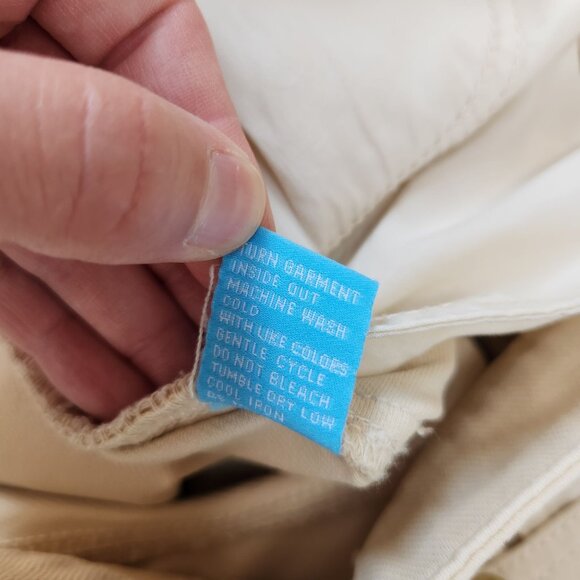 TURN GARMENT
INSIDE OUT
MACHINE WASH
COLD
WITH LIKE COLORS
GENTLE CYCLE
DO NOT BLEACH
TUMBLE DRY LOW
COOL IRON